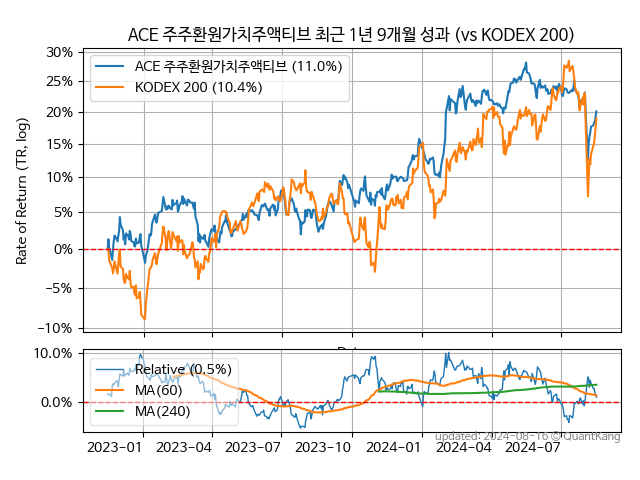 ACE 주주환원가치주액티브 최근 1년 9개월 성과 (vs KODEX 200)
30%
25%
20%
15%
10%
5%
0%
−5%
−10%
Rate of Return (TR, log)
ACE 주주환원가치주액티브 (11.0%)
KODEX 200 (10.4%)
10.0%
0.0%
Relative (0.5%)
MA(60)
MA(240)
updated: 2024-08-16 © QuantKang
2023-01 2023-04 2023-07 2023-10 2024-01 2024-04 2024-07